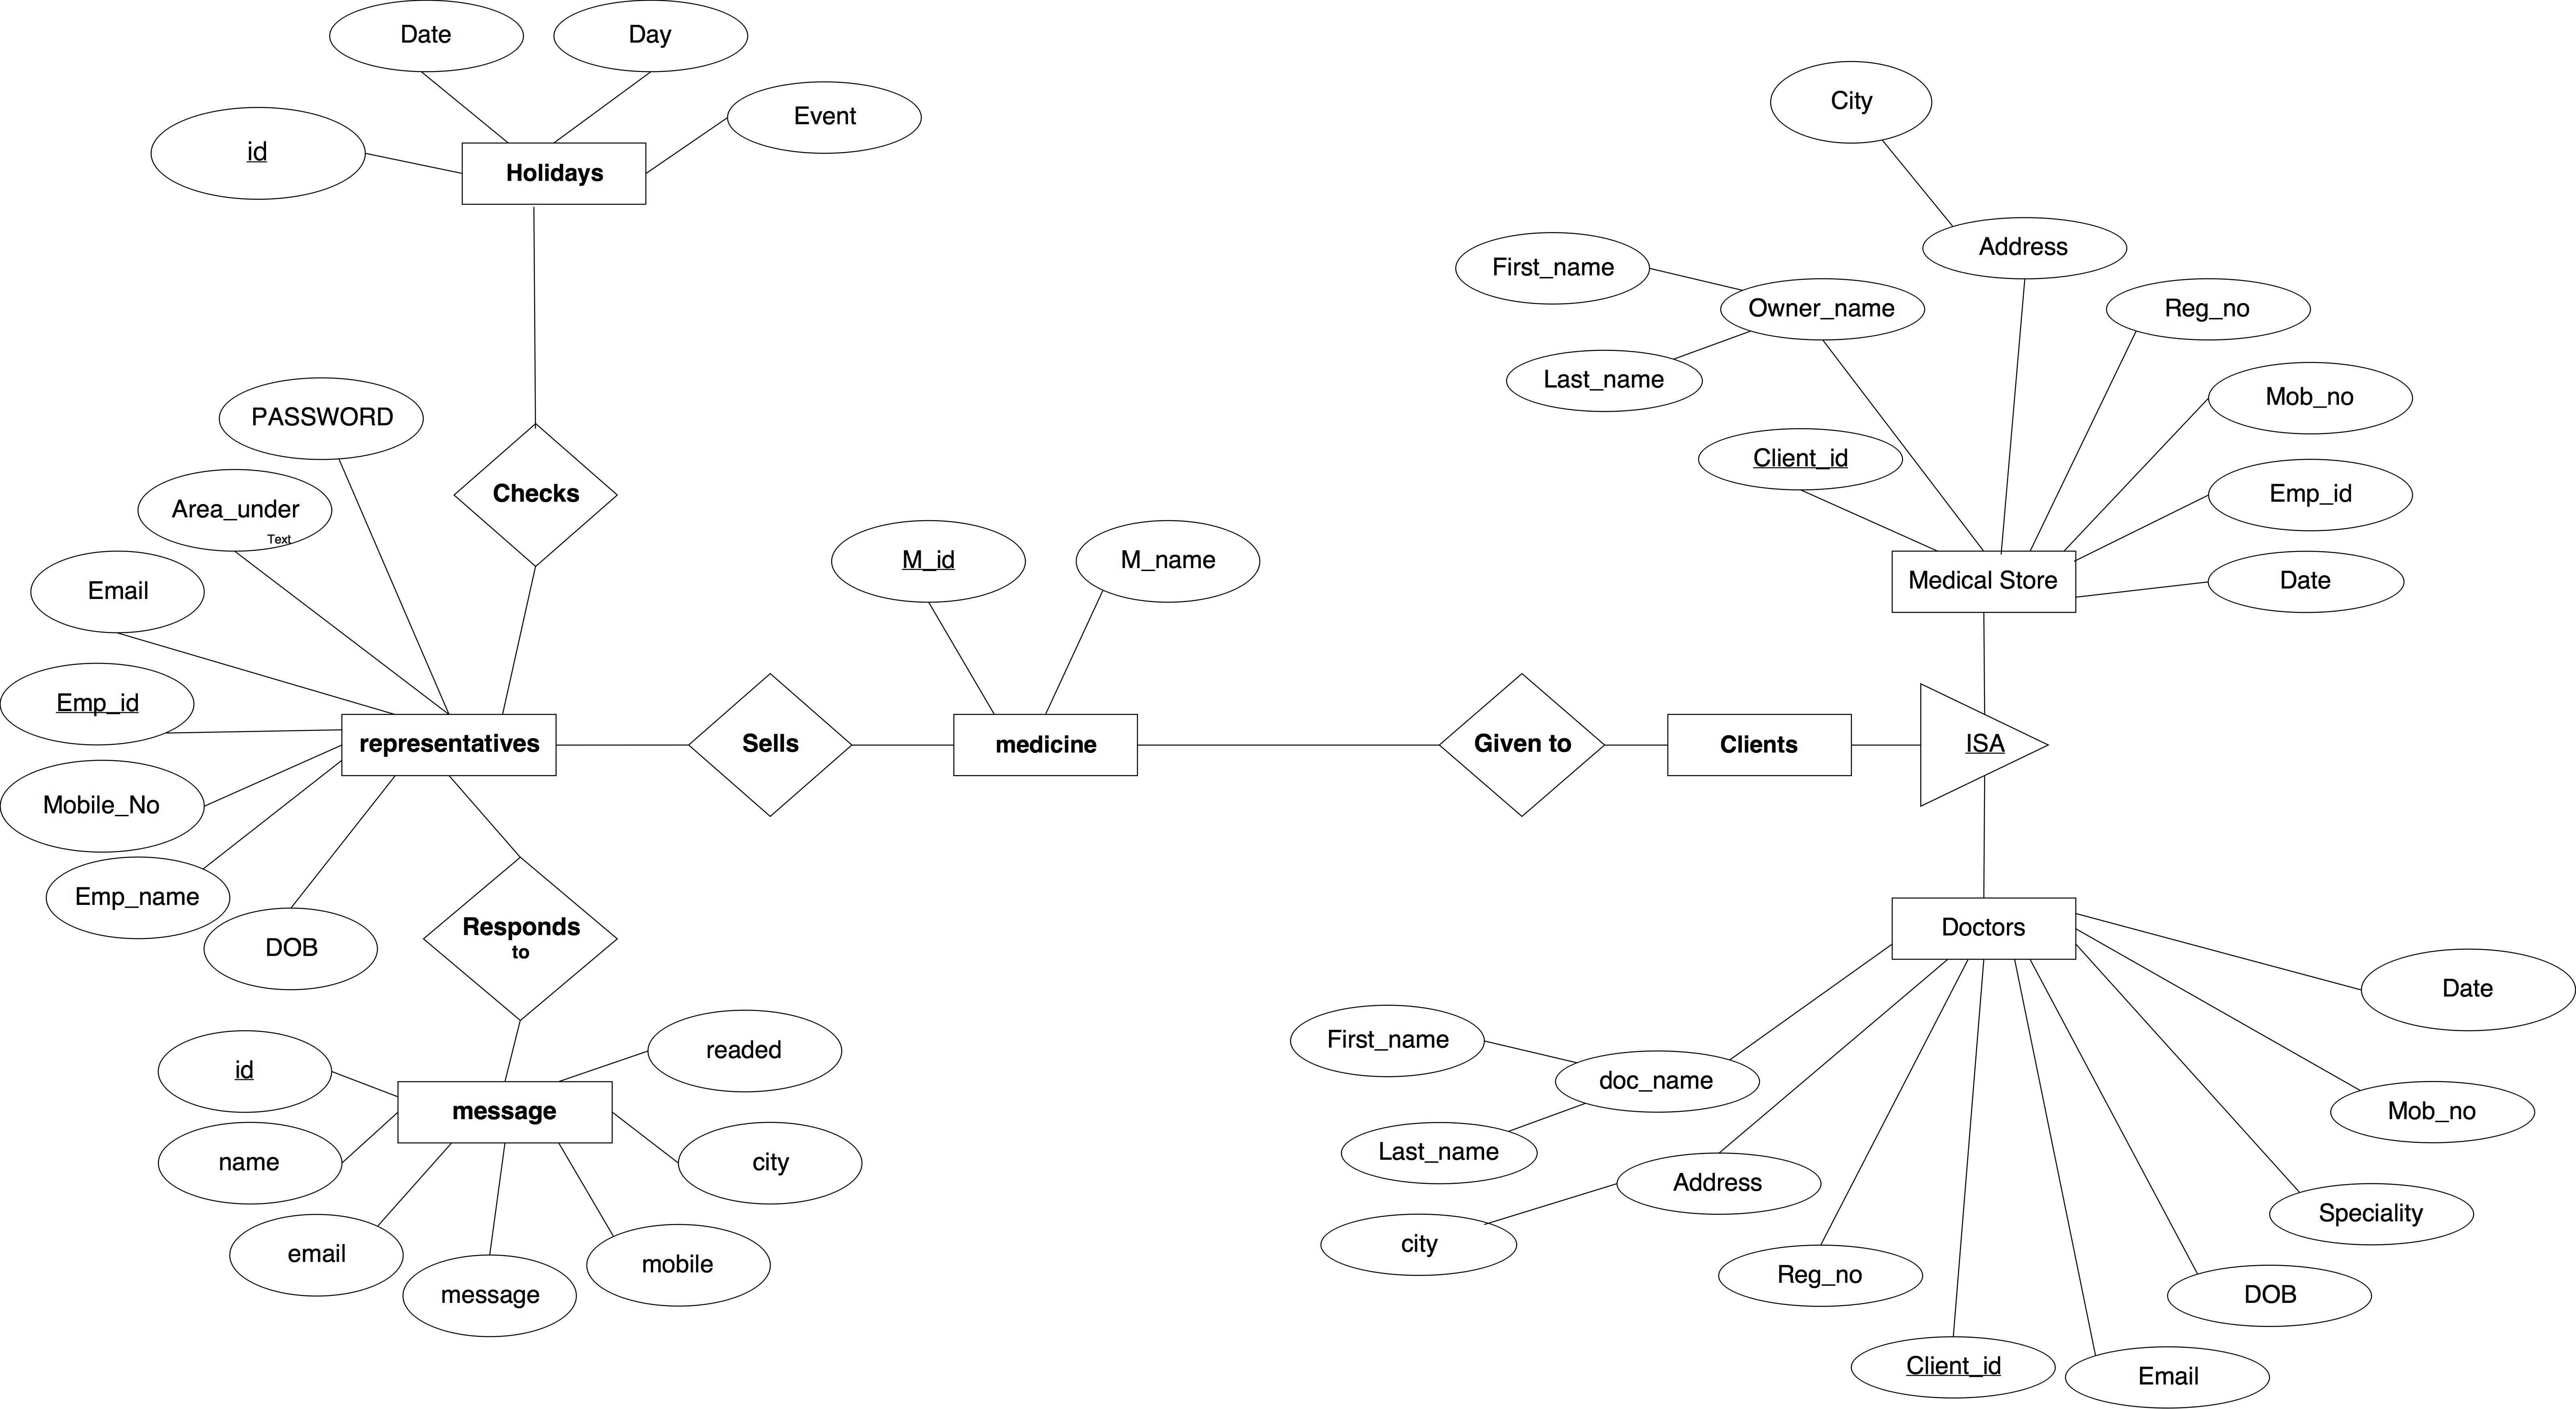 Date
Day
Event
id
Holidays
City
Address
First_name
Owner_name
Reg_no
Last_name
Mob_no
PASSWORD
Client_id
Emp_id
Checks
Area_under
Text
M_id
M_name
Medical Store
Date
Email
Emp_id
representatives
Sells
medicine
Given to
Clients
ISA
Mobile_No
Emp_name
DOB
Responds
to
Doctors
Date
id
readed
message
name
city
email
message
mobile
First_name
doc_name
Last_name
Address
city
Reg_no
Client_id
Email
DOB
Speciality
Mob_no